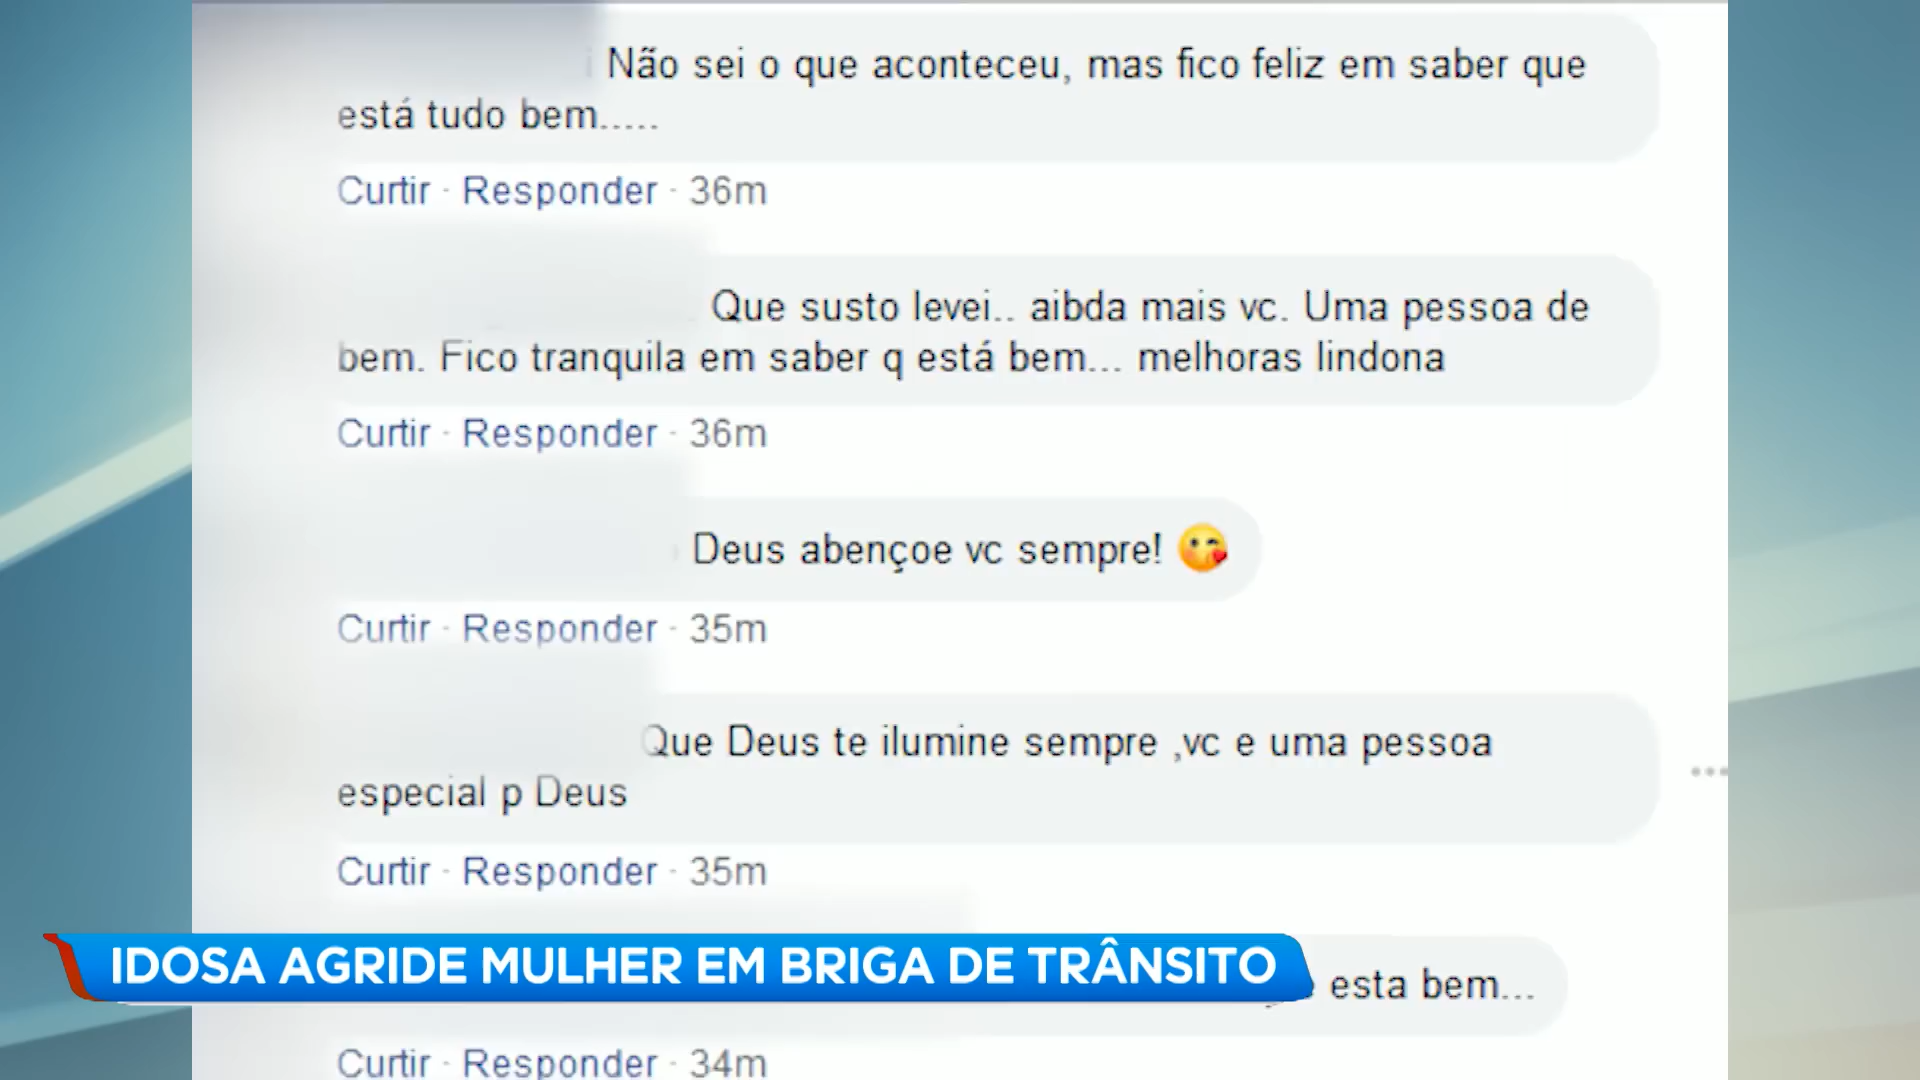 Não sei o que aconteceu, mas fico feliz em saber que
está tudo bem.....
Curtir · Responder · 36m
Que susto levei.. aibda mais vc. Uma pessoa de
bem. Fico tranquila em saber q está bem... melhoras lindona
Curtir · Responder · 36m
Deus abençoe vc sempre! 😘
Curtir · Responder · 35m
Que Deus te ilumine sempre ,vc e uma pessoa
especial p Deus
Curtir · Responder · 35m
IDOSA AGRIDE MULHER EM BRIGA DE TRÂNSITO
esta bem...
Curtir · Responder · 34m